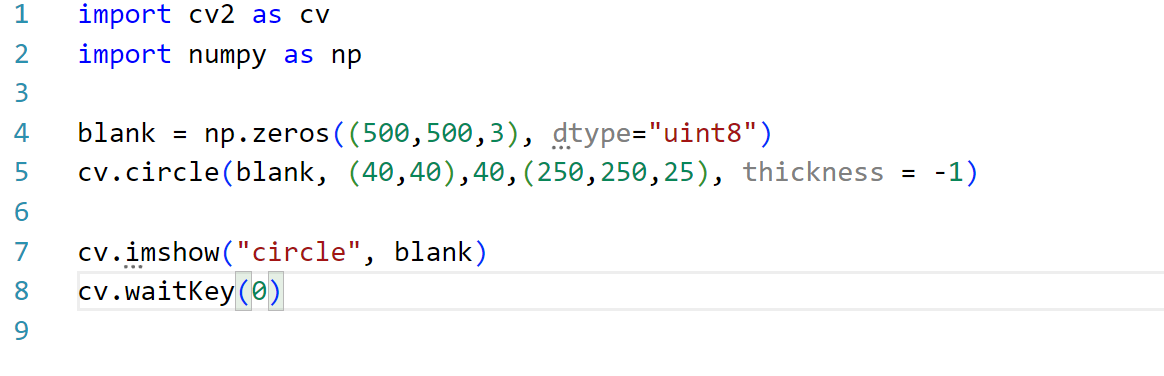 1 import cv2 as cv
2 import numpy as np
3
4 blank = np.zeros((500,500,3), dtype="uint8")
5 cv.circle(blank, (40,40),40,(250,250,25), thickness = -1)
6
7 cv.imshow("circle", blank)
8 cv.waitKey(0)
9